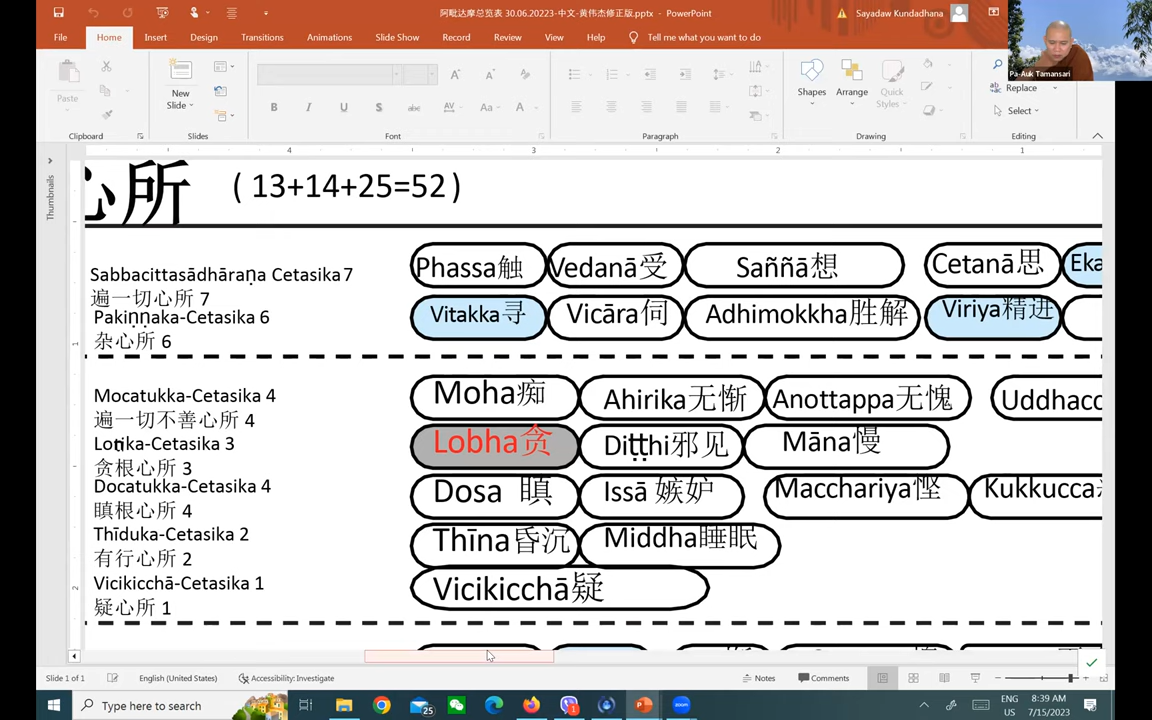 阿毗达摩总览表 30.06.20223-中文-黄伟杰修正版.pptx - PowerPoint
Sayadaw Kundadhana
File Home Insert Design Transitions Animations Slide Show Record Review View Help Tell me what you want to do
Pa-Auk Tamansari
Paste
New Slide
Shapes
Arrange
Quick Styles
Replace
Select
Clipboard Slides Font Paragraph Drawing Editing
4 3 2 1
Thumbnails
心所 ( 13+14+25=52 )
Sabbacittasādhāraṇa Cetasika7
遍一切心所 7
Phassa触 Vedanā受 Saññā想 Cetanā思 Eka
Pakiṇṇaka-Cetasika 6
杂心所 6
Vitakka寻 Vicāra伺 Adhimokkha胜解 Viriya精进
Mocatukka-Cetasika 4
遍一切不善心所 4
Moha痴 Ahirika无惭 Anottappa无愧 Uddhacc
Lotika-Cetasika 3
贪根心所 3
Lobha贪 Diṭṭhi邪见 Māna慢
Docatukka-Cetasika 4
瞋根心所 4
Dosa 瞋 Issā 嫉妒 Macchariya悭 Kukkucca
Thīduka-Cetasika 2
有行心所 2
Thīna昏沉 Middha睡眠
Vicikicchā-Cetasika 1
疑心所 1
Vicikicchā疑
Slide 1 of 1 English (United States) Accessibility: Investigate Notes Comments
Type here to search
25
1
ENG
US
8:39 AM
7/15/2023